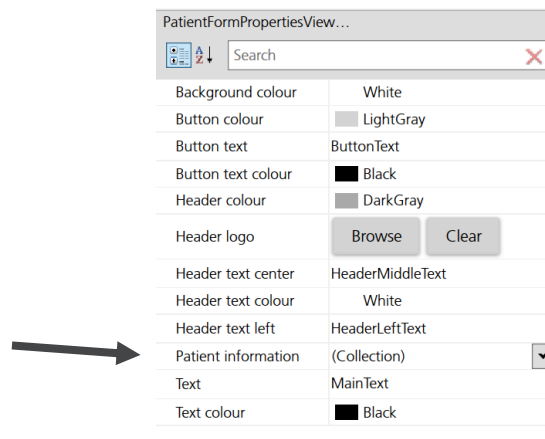 PatientFormPropertiesView...
A Z Search
Background colour White
Button colour LightGray
Button text ButtonText
Button text colour Black
Header colour DarkGray
Header logo Browse Clear
Header text center HeaderMiddleText
Header text colour White
Header text left HeaderLeftText
Patient information (Collection)
Text MainText
Text colour Black